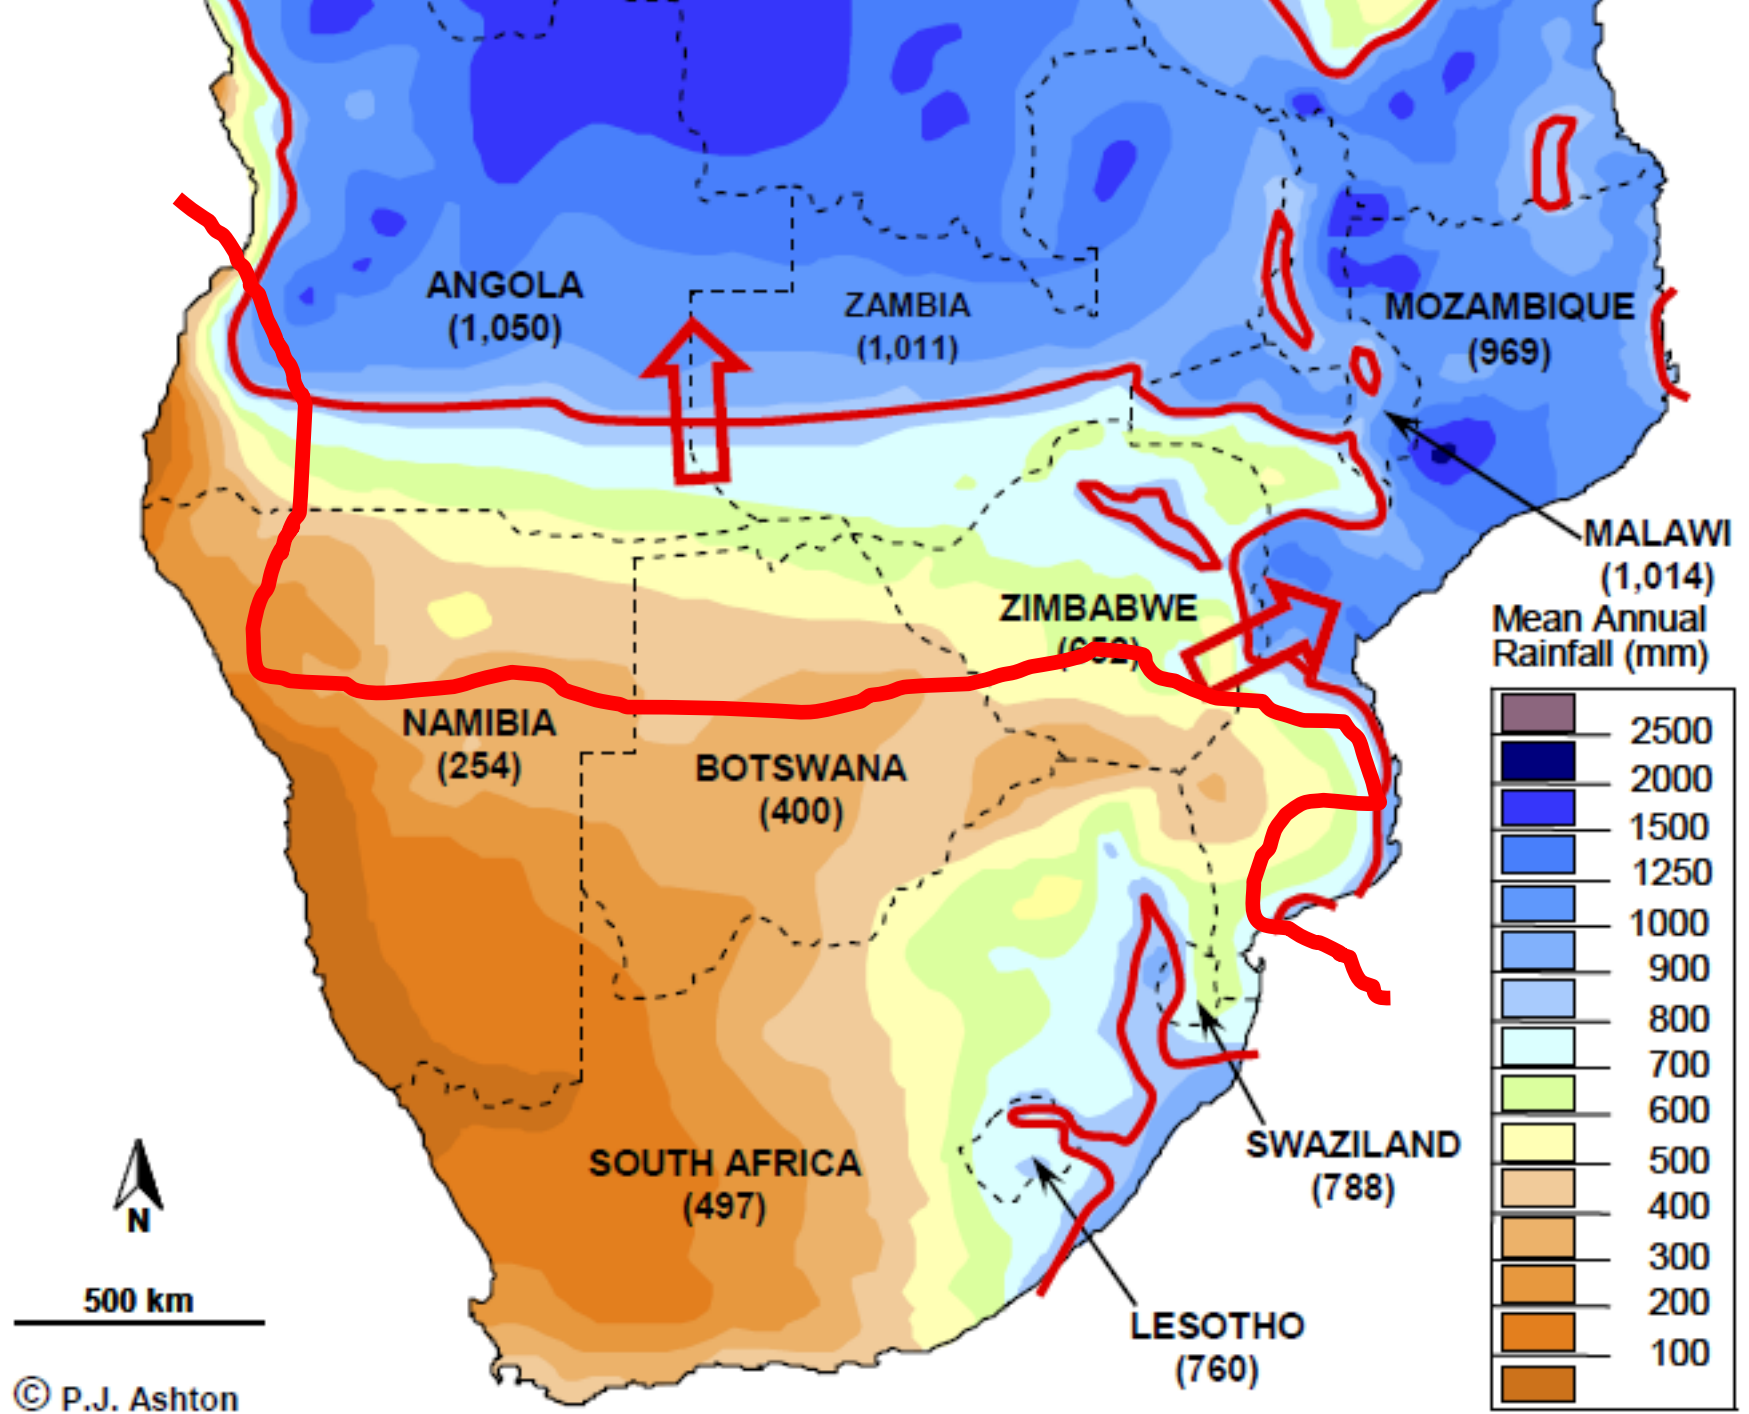 ANGOLA
(1,050)
ZAMBIA
(1,011)
MOZAMBIQUE
(969)
MALAWI
(1,014)
ZIMBABWE
NAMIBIA
(254)
BOTSWANA
(400)
SOUTH AFRICA
(497)
SWAZILAND
(788)
LESOTHO
(760)
Mean Annual
Rainfall (mm)
2500
2000
1500
1250
1000
900
800
700
600
500
400
300
200
100
N
500 km
© P.J. Ashton